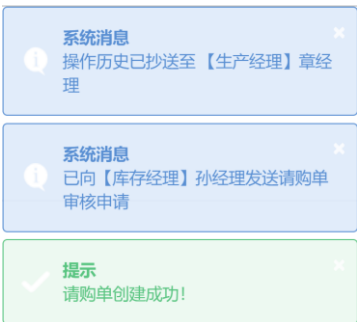 系统消息
操作历史已抄送至【生产经理】章经
理
系统消息
已向【库存经理】孙经理发送请购单
审核申请
提示
请购单创建成功！